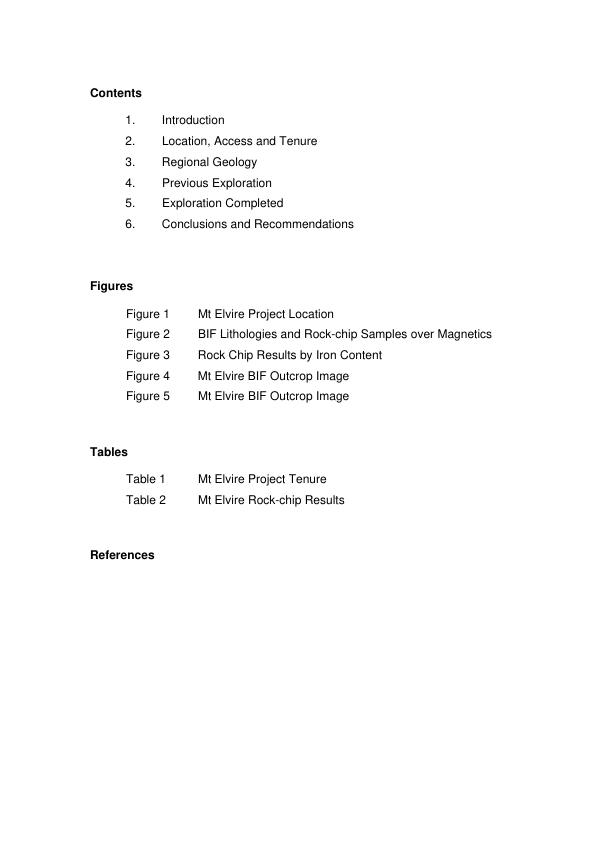 Contents
1. Introduction
2. Location, Access and Tenure
3. Regional Geology
4. Previous Exploration
5. Exploration Completed
6. Conclusions and Recommendations
Figures
Figure 1 Mt Elvire Project Location
Figure 2 BIF Lithologies and Rock-chip Samples over Magnetics
Figure 3 Rock Chip Results by Iron Content
Figure 4 Mt Elvire BIF Outcrop Image
Figure 5 Mt Elvire BIF Outcrop Image
Tables
Table 1 Mt Elvire Project Tenure
Table 2 Mt Elvire Rock-chip Results
References